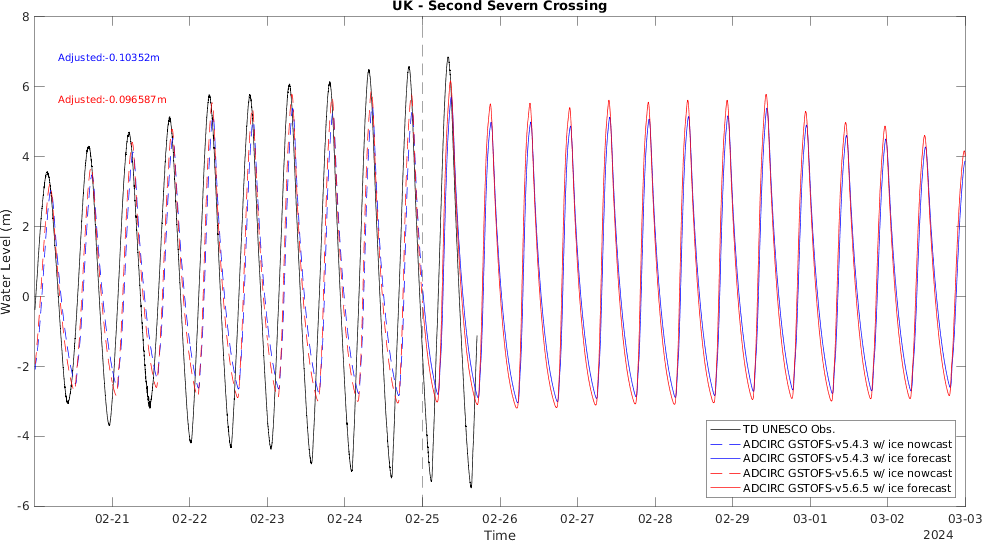 UK - Second Severn Crossing
8
6
4
2
0
-2
-4
-6
Water Level (m)
Adjusted:-0.10352m
Adjusted:-0.096587m
TD UNESCO Obs.
ADCIRC GSTOFS-v5.4.3 w/ ice nowcast
ADCIRC GSTOFS-v5.4.3 w/ ice forecast
ADCIRC GSTOFS-v5.6.5 w/ ice nowcast
ADCIRC GSTOFS-v5.6.5 w/ ice forecast
02-21 02-22 02-23 02-24 02-25 02-26 02-27 02-28 02-29 03-01 03-02 03-03
Time
2024